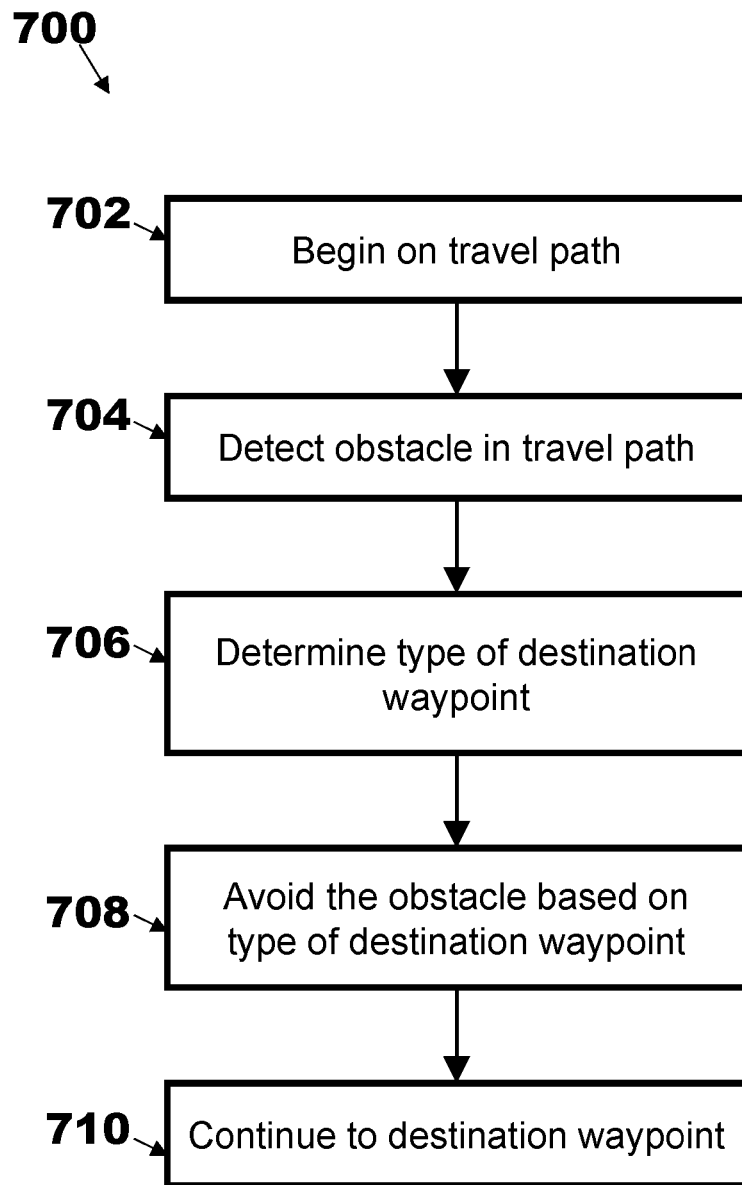 700
702
Begin on travel path
704
Detect obstacle in travel path
706
Determine type of destination
waypoint
708
Avoid the obstacle based on
type of destination waypoint
710
Continue to destination waypoint